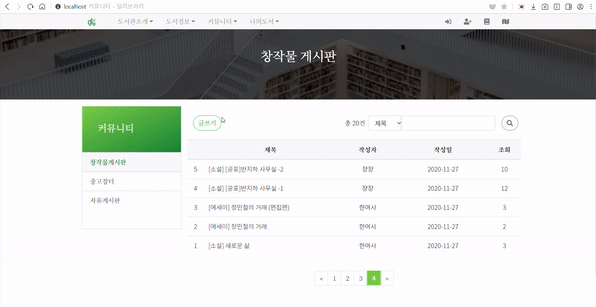 localhost 커뮤니티 - 딜리브러리
도서관소개 도서정보 커뮤니티 나의도서
창작물 게시판
커뮤니티
창작물게시판
중고장터
자유게시판
글쓰기 총 20건 제목
제목 작성자 작성일 조회
5 [소설] [공포]반지하 사무실 -2 장장 2020-11-27 10
4 [소설] [공포]반지하 사무실 -1 장장 2020-11-27 12
3 [에세이] 장민철의 거래 (편집편) 한여사 2020-11-27 3
2 [에세이] 장민철의 거래 한여사 2020-11-27 2
1 [소설] 새로운 삶 한여사 2020-11-27 3
« 1 2 3 4 »